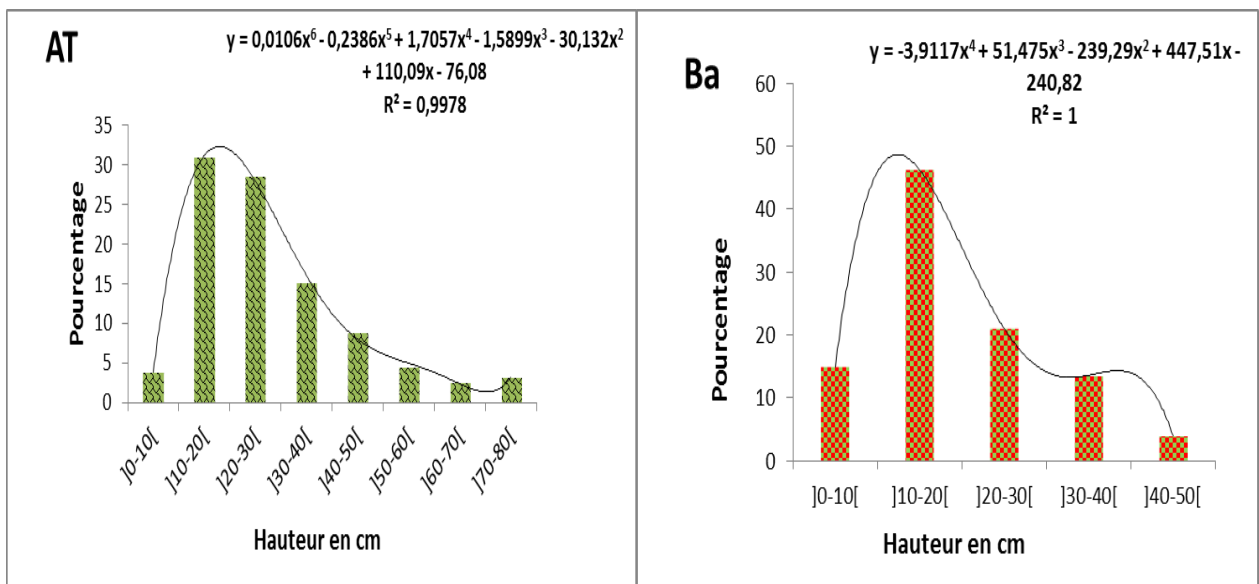 AT
y = 0,0106x⁶ - 0,2386x⁵ + 1,7057x⁴ - 1,5899x³ - 30,132x²
+ 110,09x - 76,08
R² = 0,9978
35
30
25
20
15
10
5
0
Pourcentage
]0-10[
]10-20[
]20-30[
]30-40[
]40-50[
]50-60[
]60-70[
]70-80[
Hauteur en cm
Ba
y = -3,9117x⁴ + 51,475x³ - 239,29x² + 447,51x -
240,82
R² = 1
60
50
40
30
20
10
0
Pourcentage
]0-10[
]10-20[
]20-30[
]30-40[
]40-50[
Hauteur en cm